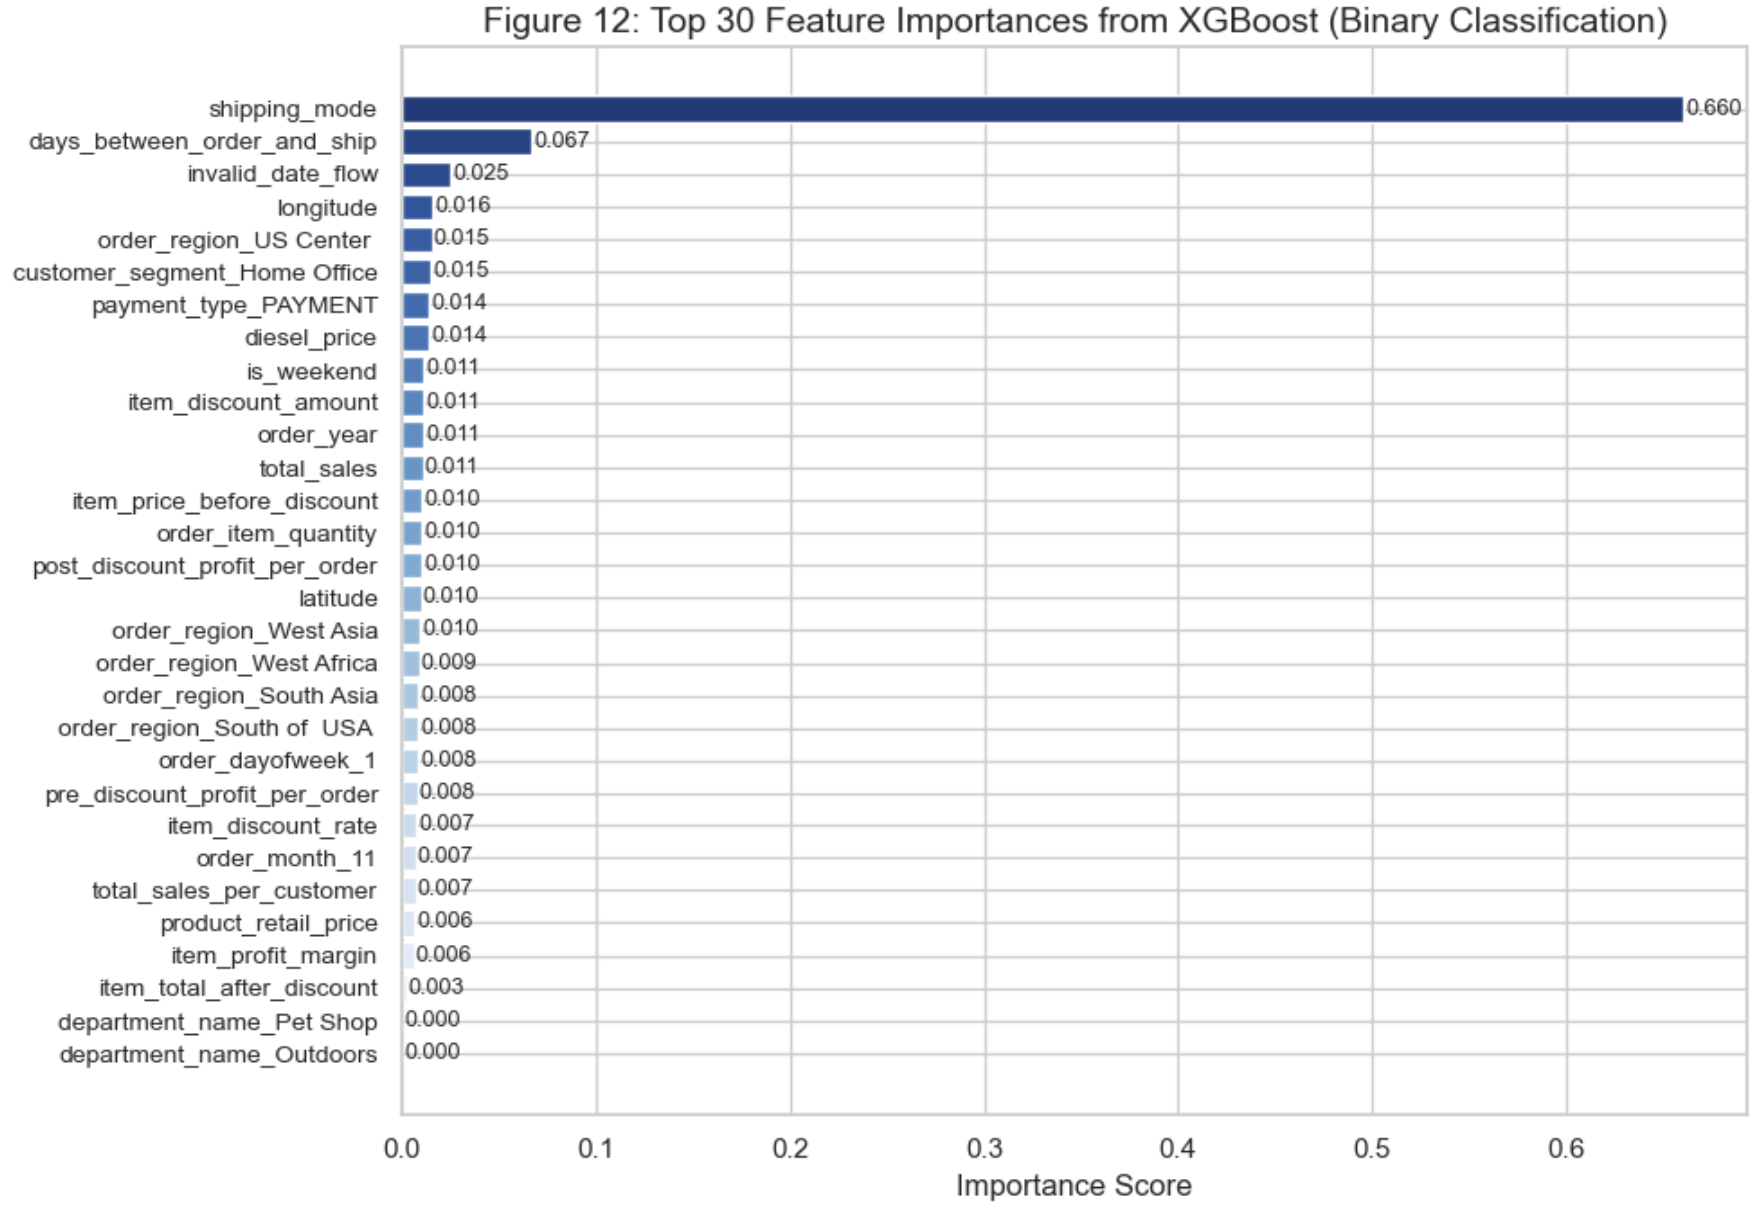 Figure 12: Top 30 Feature Importances from XGBoost (Binary Classification)
shipping_mode 0.660
days_between_order_and_ship 0.067
invalid_date_flow 0.025
longitude 0.016
order_region_US Center 0.015
customer_segment_Home Office 0.015
payment_type_PAYMENT 0.014
diesel_price 0.014
is_weekend 0.011
item_discount_amount 0.011
order_year 0.011
total_sales 0.011
item_price_before_discount 0.010
order_item_quantity 0.010
post_discount_profit_per_order 0.010
latitude 0.010
order_region_West Asia 0.010
order_region_West Africa 0.009
order_region_South Asia 0.008
order_region_South of  USA 0.008
order_dayofweek_1 0.008
pre_discount_profit_per_order 0.008
item_discount_rate 0.007
order_month_11 0.007
total_sales_per_customer 0.007
product_retail_price 0.006
item_profit_margin 0.006
item_total_after_discount 0.003
department_name_Pet Shop 0.000
department_name_Outdoors 0.000
0.0 0.1 0.2 0.3 0.4 0.5 0.6
Importance Score